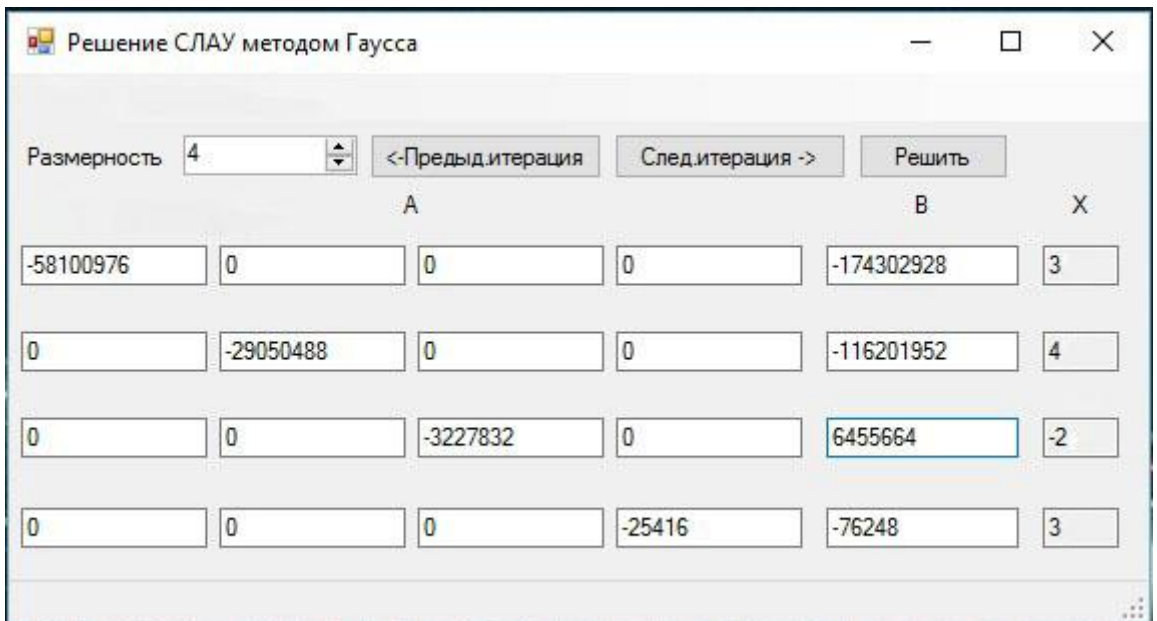 Решение СЛАУ методом Гаусса
Размерность 4 <-Предыд.итерация След.итерация -> Решить
A B X
-58100976 0 0 0 -174302928 3
0 -29050488 0 0 -116201952 4
0 0 -3227832 0 6455664 -2
0 0 0 -25416 -76248 3